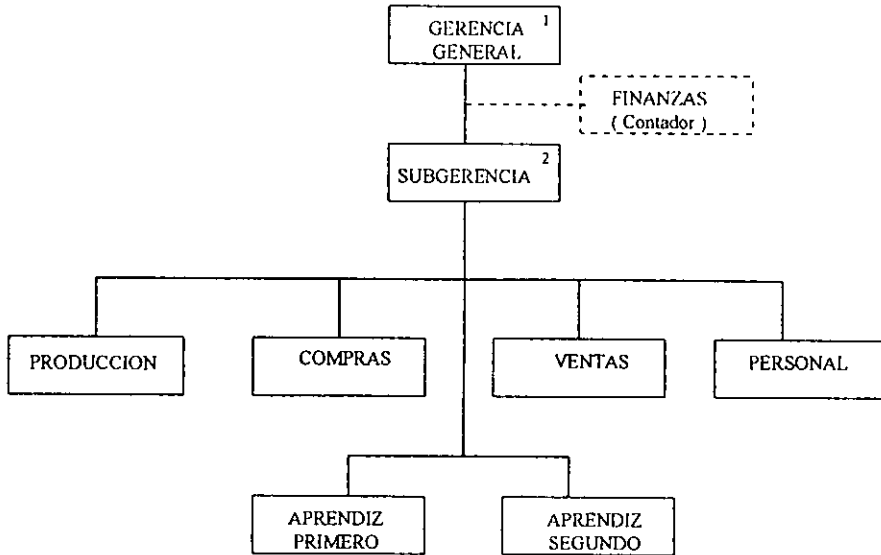 GERENCIA 1
GENERAL
FINANZAS
( Contador )
SUBGERENCIA 2
PRODUCCION
COMPRAS
VENTAS
PERSONAL
APRENDIZ
PRIMERO
APRENDIZ
SEGUNDO